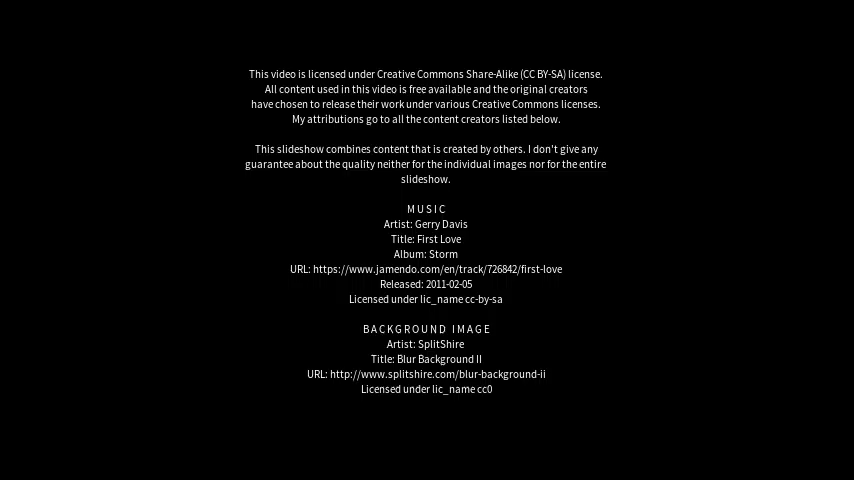 This video is licensed under Creative Commons Share-Alike (CC BY-SA) license.
All content used in this video is free available and the original creators
have chosen to release their work under various Creative Commons licenses.
My attributions go to all the content creators listed below.
This slideshow combines content that is created by others. I don't give any
guarantee about the quality neither for the individual images nor for the entire
slideshow.
MUSIC
Artist: Gerry Davis
Title: First Love
Album: Storm
URL: https://www.jamendo.com/en/track/726842/first-love
Released: 2011-02-05
Licensed under lic_name cc-by-sa
BACKGROUND IMAGE
Artist: SplitShire
Title: Blur Background II
URL: http://www.splitshire.com/blur-background-ii
Licensed under lic_name cc0